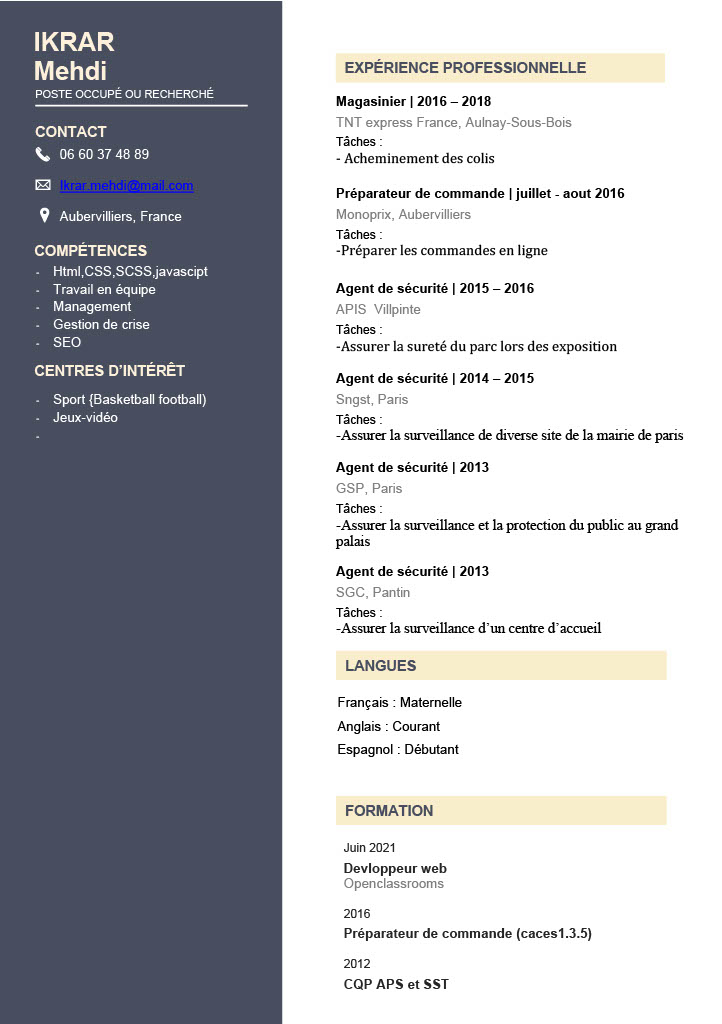 IKRAR
Mehdi
POSTE OCCUPÉ OU RECHERCHÉ
CONTACT
06 60 37 48 89
Ikrar.mehdi@mail.com
Aubervilliers, France
COMPÉTENCES
- Html,CSS,SCSS,javascipt
- Travail en équipe
- Management
- Gestion de crise
- SEO
CENTRES D'INTÉRÊT
- Sport {Basketball football)
- Jeux-vidéo
-
EXPÉRIENCE PROFESSIONNELLE
Magasinier | 2016 – 2018
TNT express France, Aulnay-Sous-Bois
Tâches :
- Acheminement des colis
Préparateur de commande | juillet - aout 2016
Monoprix, Aubervilliers
Tâches :
-Préparer les commandes en ligne
Agent de sécurité | 2015 – 2016
APIS  Villpinte
Tâches :
-Assurer la sureté du parc lors des exposition
Agent de sécurité | 2014 – 2015
Sngst, Paris
Tâches :
-Assurer la surveillance de diverse site de la mairie de paris
Agent de sécurité | 2013
GSP, Paris
Tâches :
-Assurer la surveillance et la protection du public au grand
palais
Agent de sécurité | 2013
SGC, Pantin
Tâches :
-Assurer la surveillance d'un centre d'accueil
LANGUES
Français : Maternelle
Anglais : Courant
Espagnol : Débutant
FORMATION
Juin 2021
Devloppeur web
Openclassrooms
2016
Préparateur de commande (caces1.3.5)
2012
CQP APS et SST